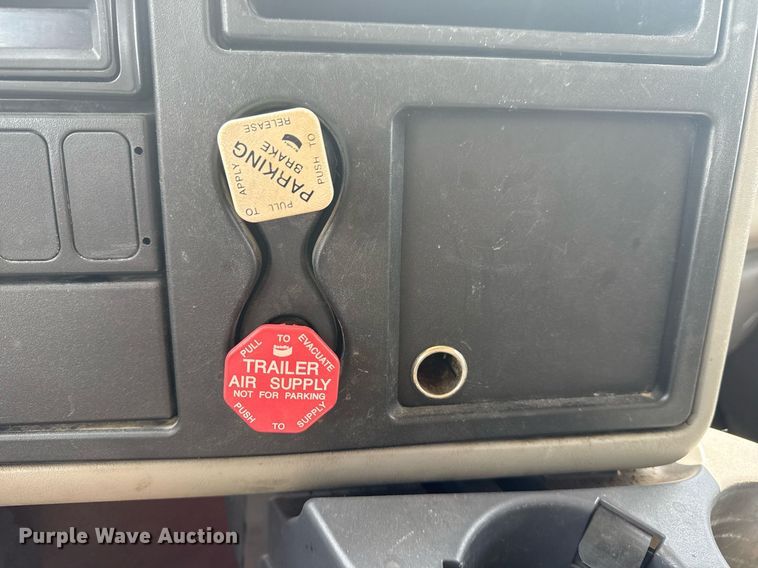 PUSH TO
RELEASE
PARKING
BRAKE
PULL TO
APPLY
PULL TO EVACUATE
TRAILER
AIR SUPPLY
NOT FOR PARKING
PUSH TO SUPPLY
Purple Wave Auction